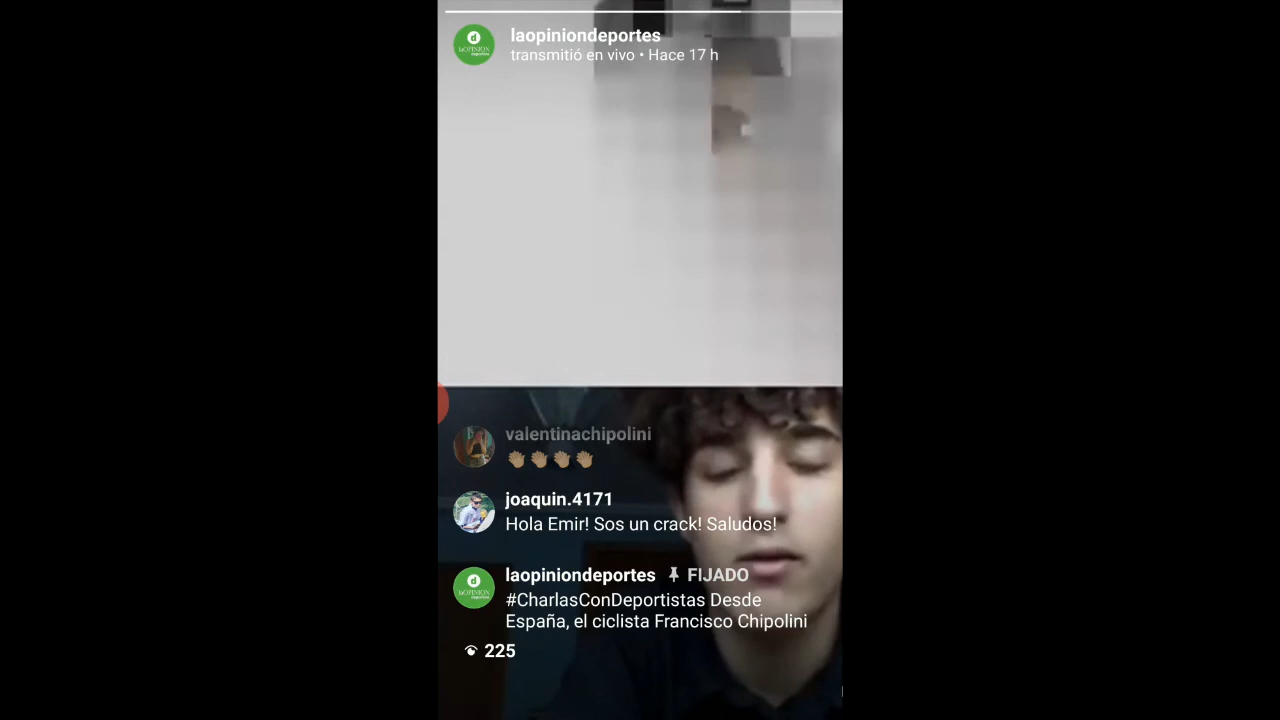 laopiniondeportes
transmitió en vivo • Hace 17 h
valentinachipolini
👏🏼👏🏼👏🏼👏🏼
joaquin.4171
Hola Emir! Sos un crack! Saludos!
laopiniondeportes FIJADO
#CharlasConDeportistas Desde
España, el ciclista Francisco Chipolini
225